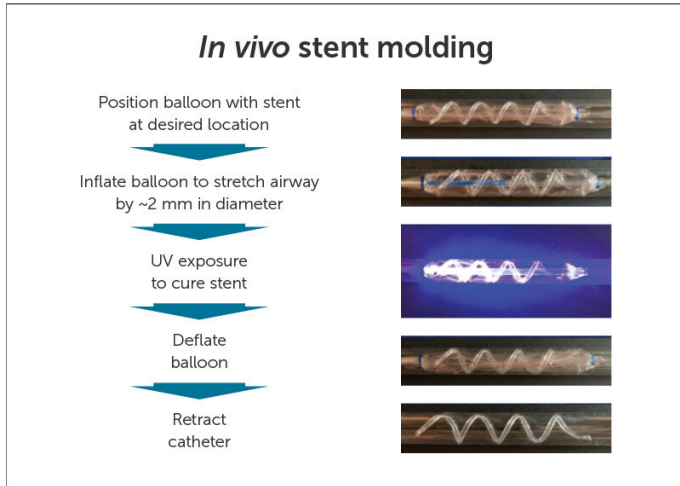 In vivo stent molding
Position balloon with stent
at desired location
Inflate balloon to stretch airway
by ~2 mm in diameter
UV exposure
to cure stent
Deflate
balloon
Retract
catheter